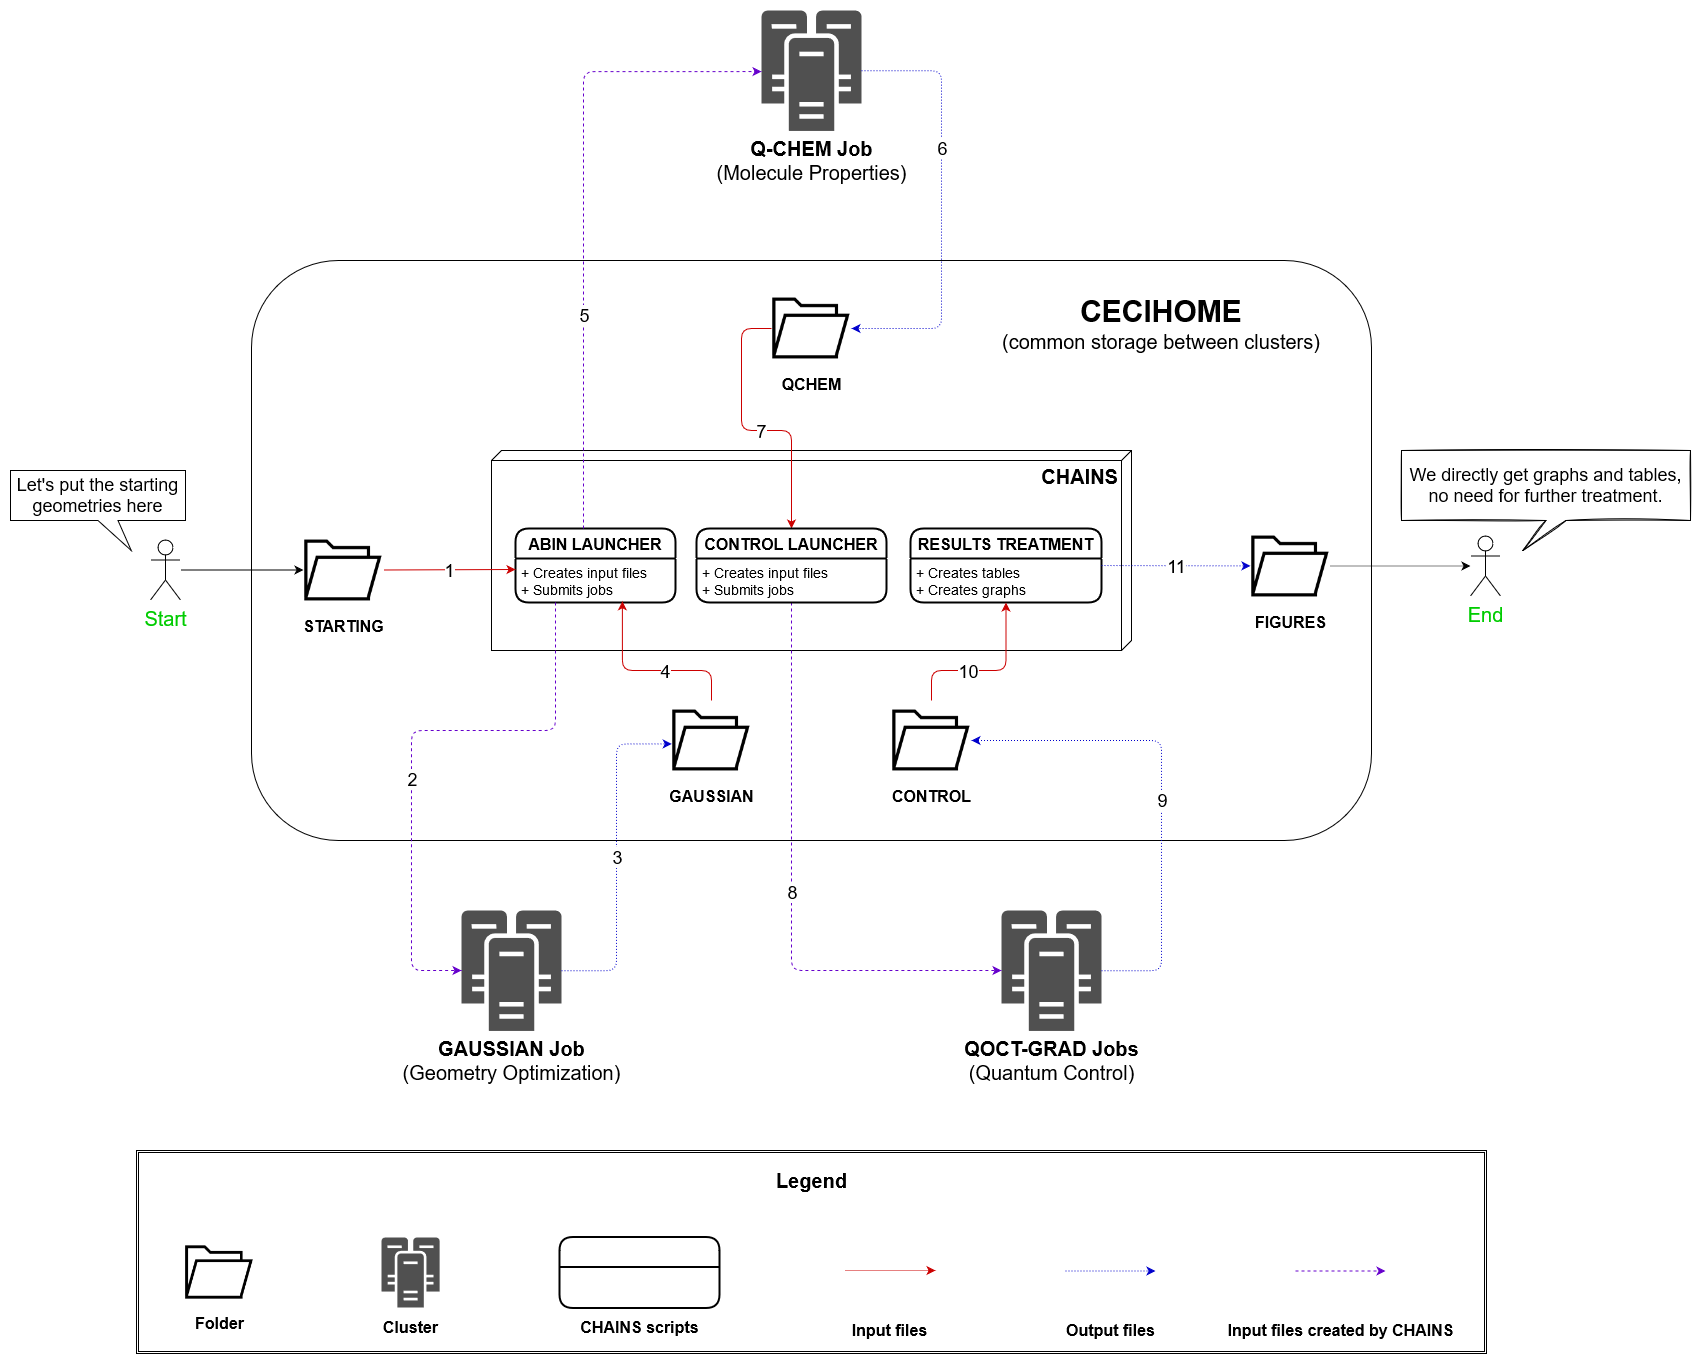 Q-CHEM Job
(Molecule Properties)
6
5
CECIHOME
(common storage between clusters)
QCHEM
7
CHAINS
Let's put the starting
geometries here
We directly get graphs and tables,
no need for further treatment.
Start
STARTING
1
ABIN LAUNCHER
+ Creates input files
+ Submits jobs
CONTROL LAUNCHER
+ Creates input files
+ Submits jobs
RESULTS TREATMENT
+ Creates tables
+ Creates graphs
11
FIGURES
End
4
10
2
GAUSSIAN
CONTROL
9
3
8
GAUSSIAN Job
(Geometry Optimization)
QOCT-GRAD Jobs
(Quantum Control)
Legend
Folder
Cluster
CHAINS scripts
Input files
Output files
Input files created by CHAINS